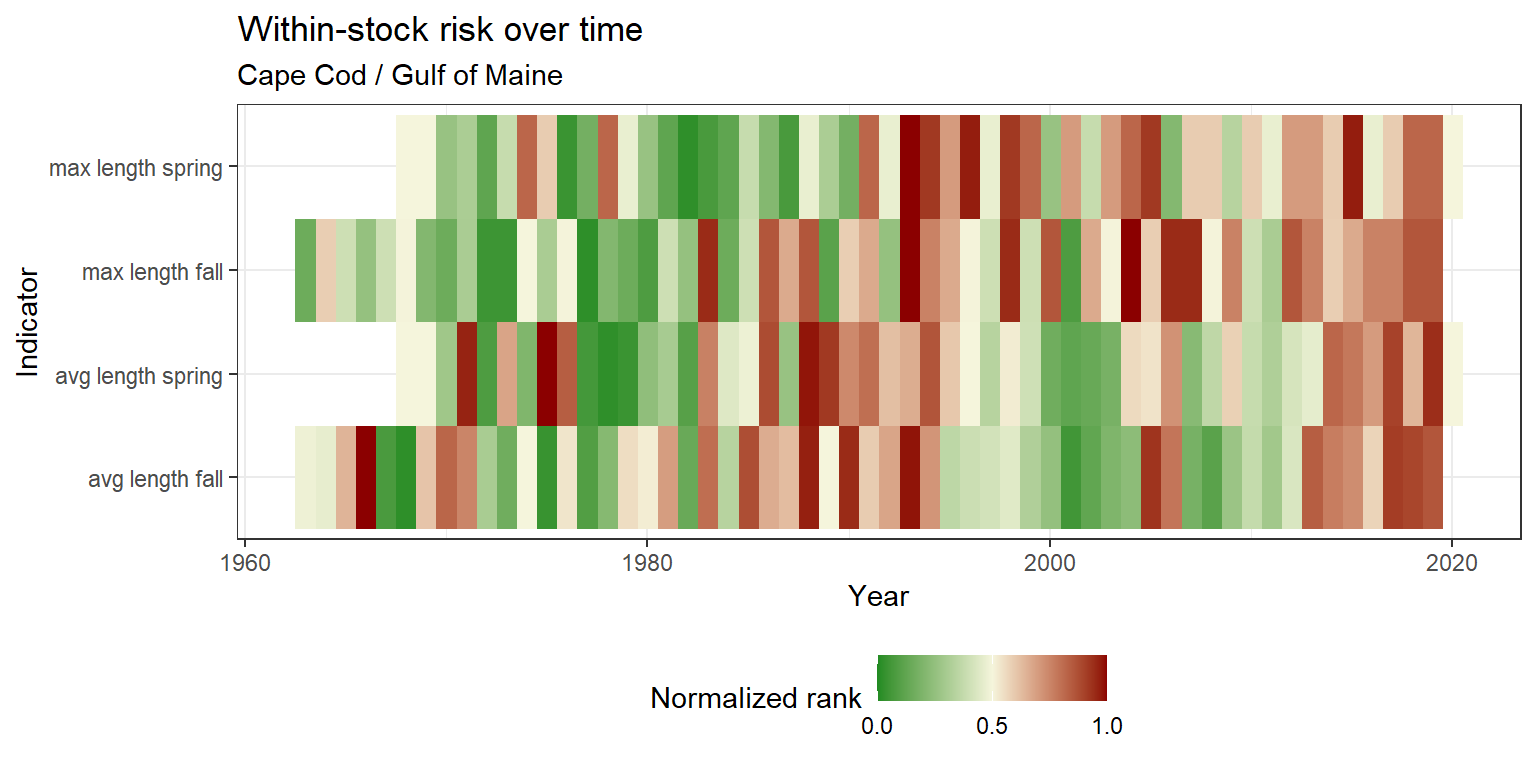 Within-stock risk over time
Cape Cod / Gulf of Maine
Indicator
max length spring
max length fall
avg length spring
avg length fall
1960 1980 2000 2020
Year
Normalized rank
0.0 0.5 1.0